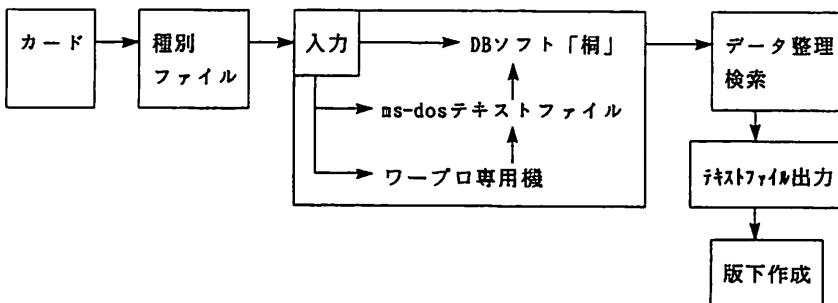 カード
種別
ファイル
入力
DBソフト「桐」
ms-dosテキストファイル
ワープロ専用機
データ整理
検索
ﾃｷｽﾄﾌｧｲﾙ出力
版下作成